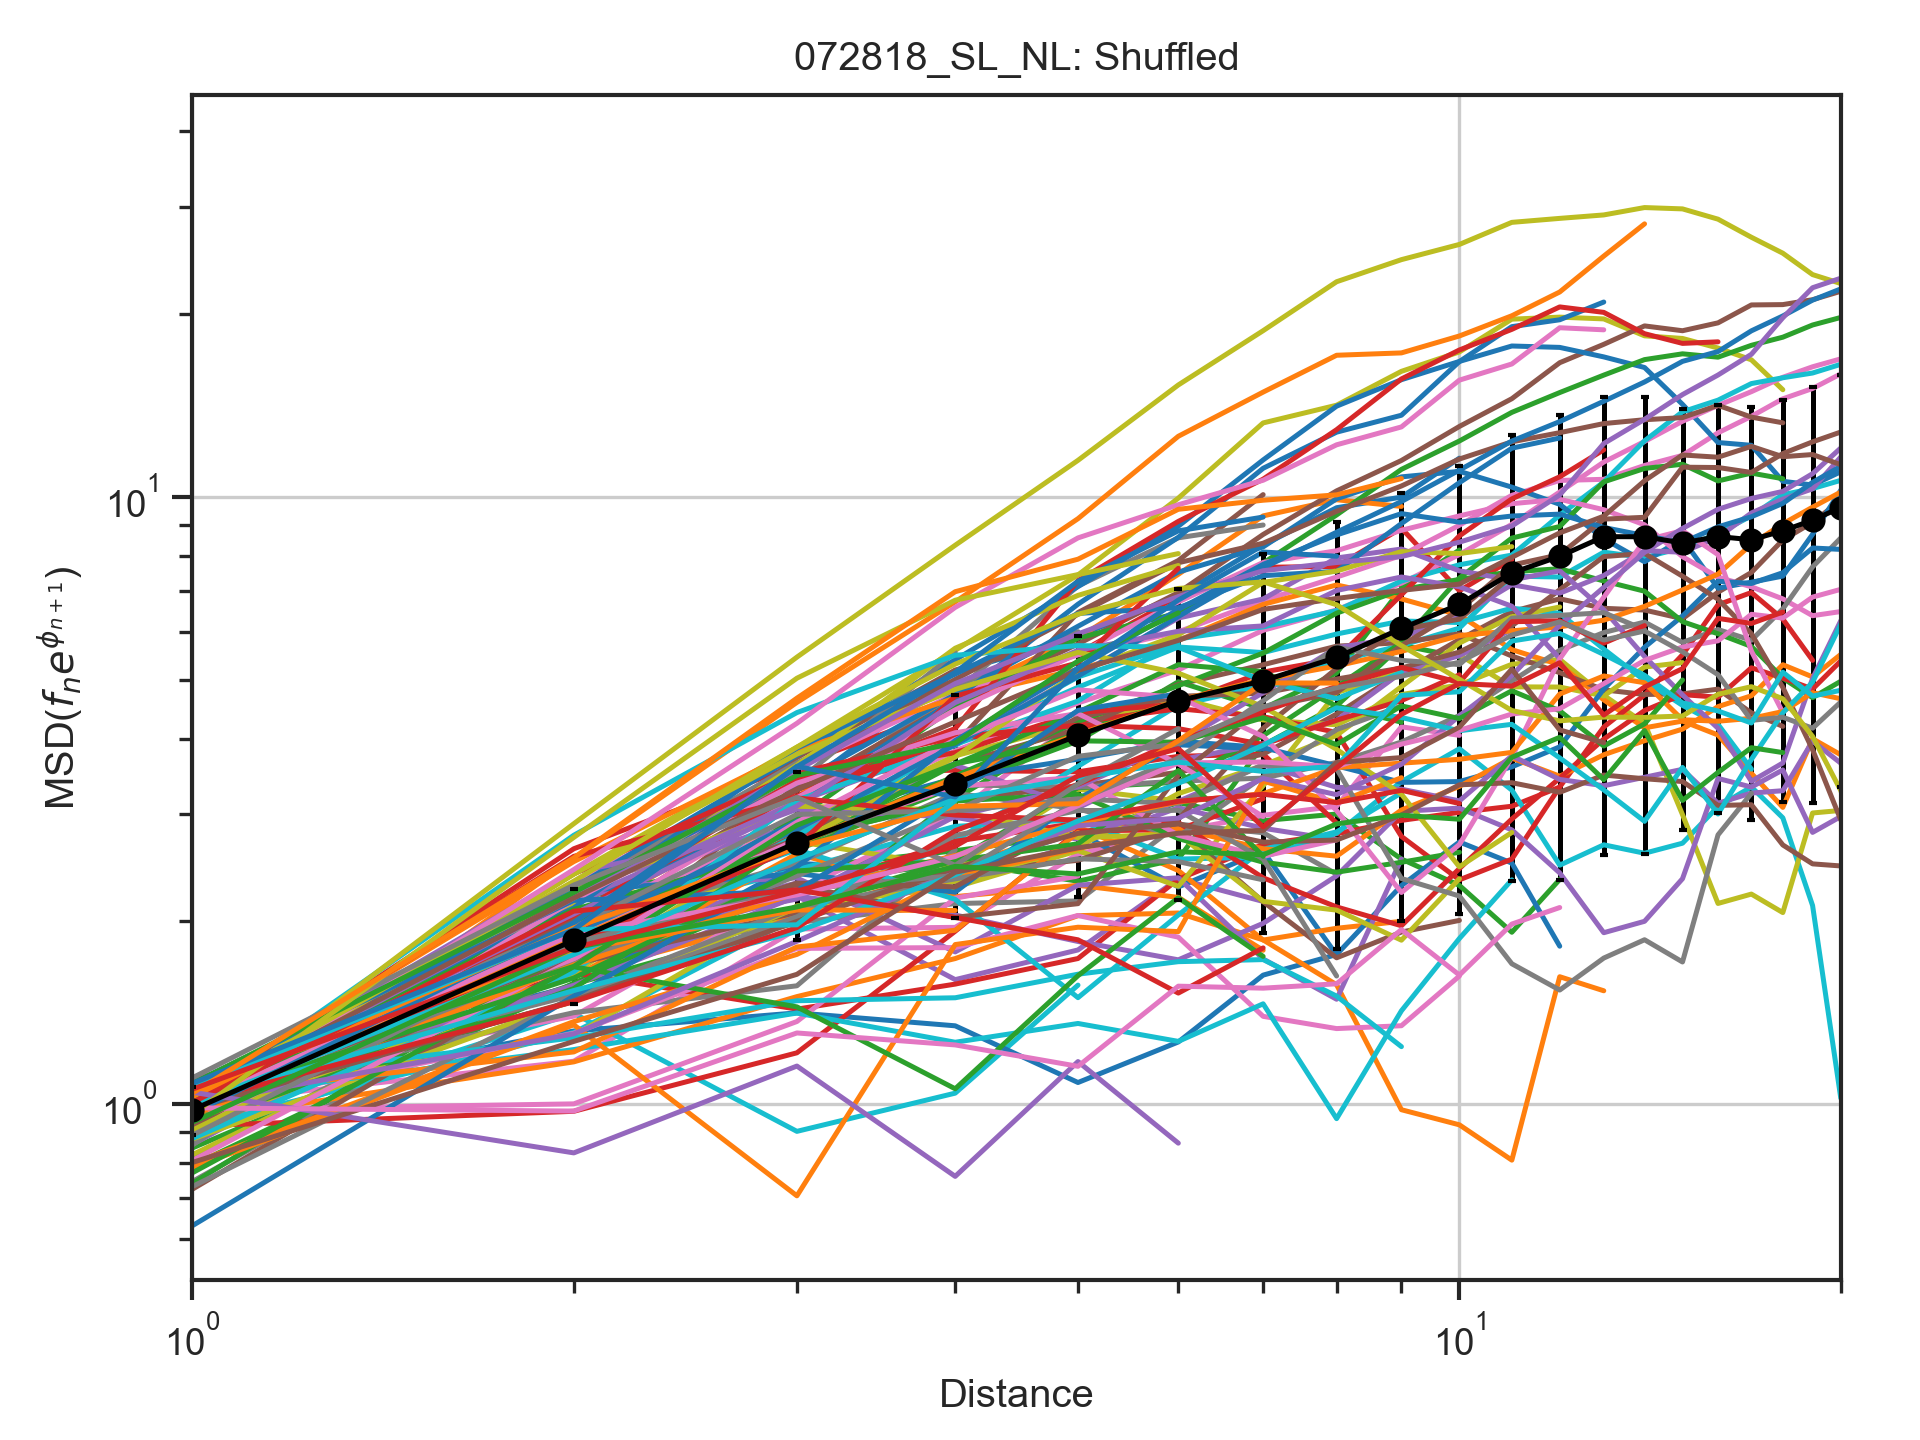 072818_SL_NL: Shuffled
MSD(fₙe^ϕₙ₊₁)
10¹
10⁰
10⁰ 10¹
Distance